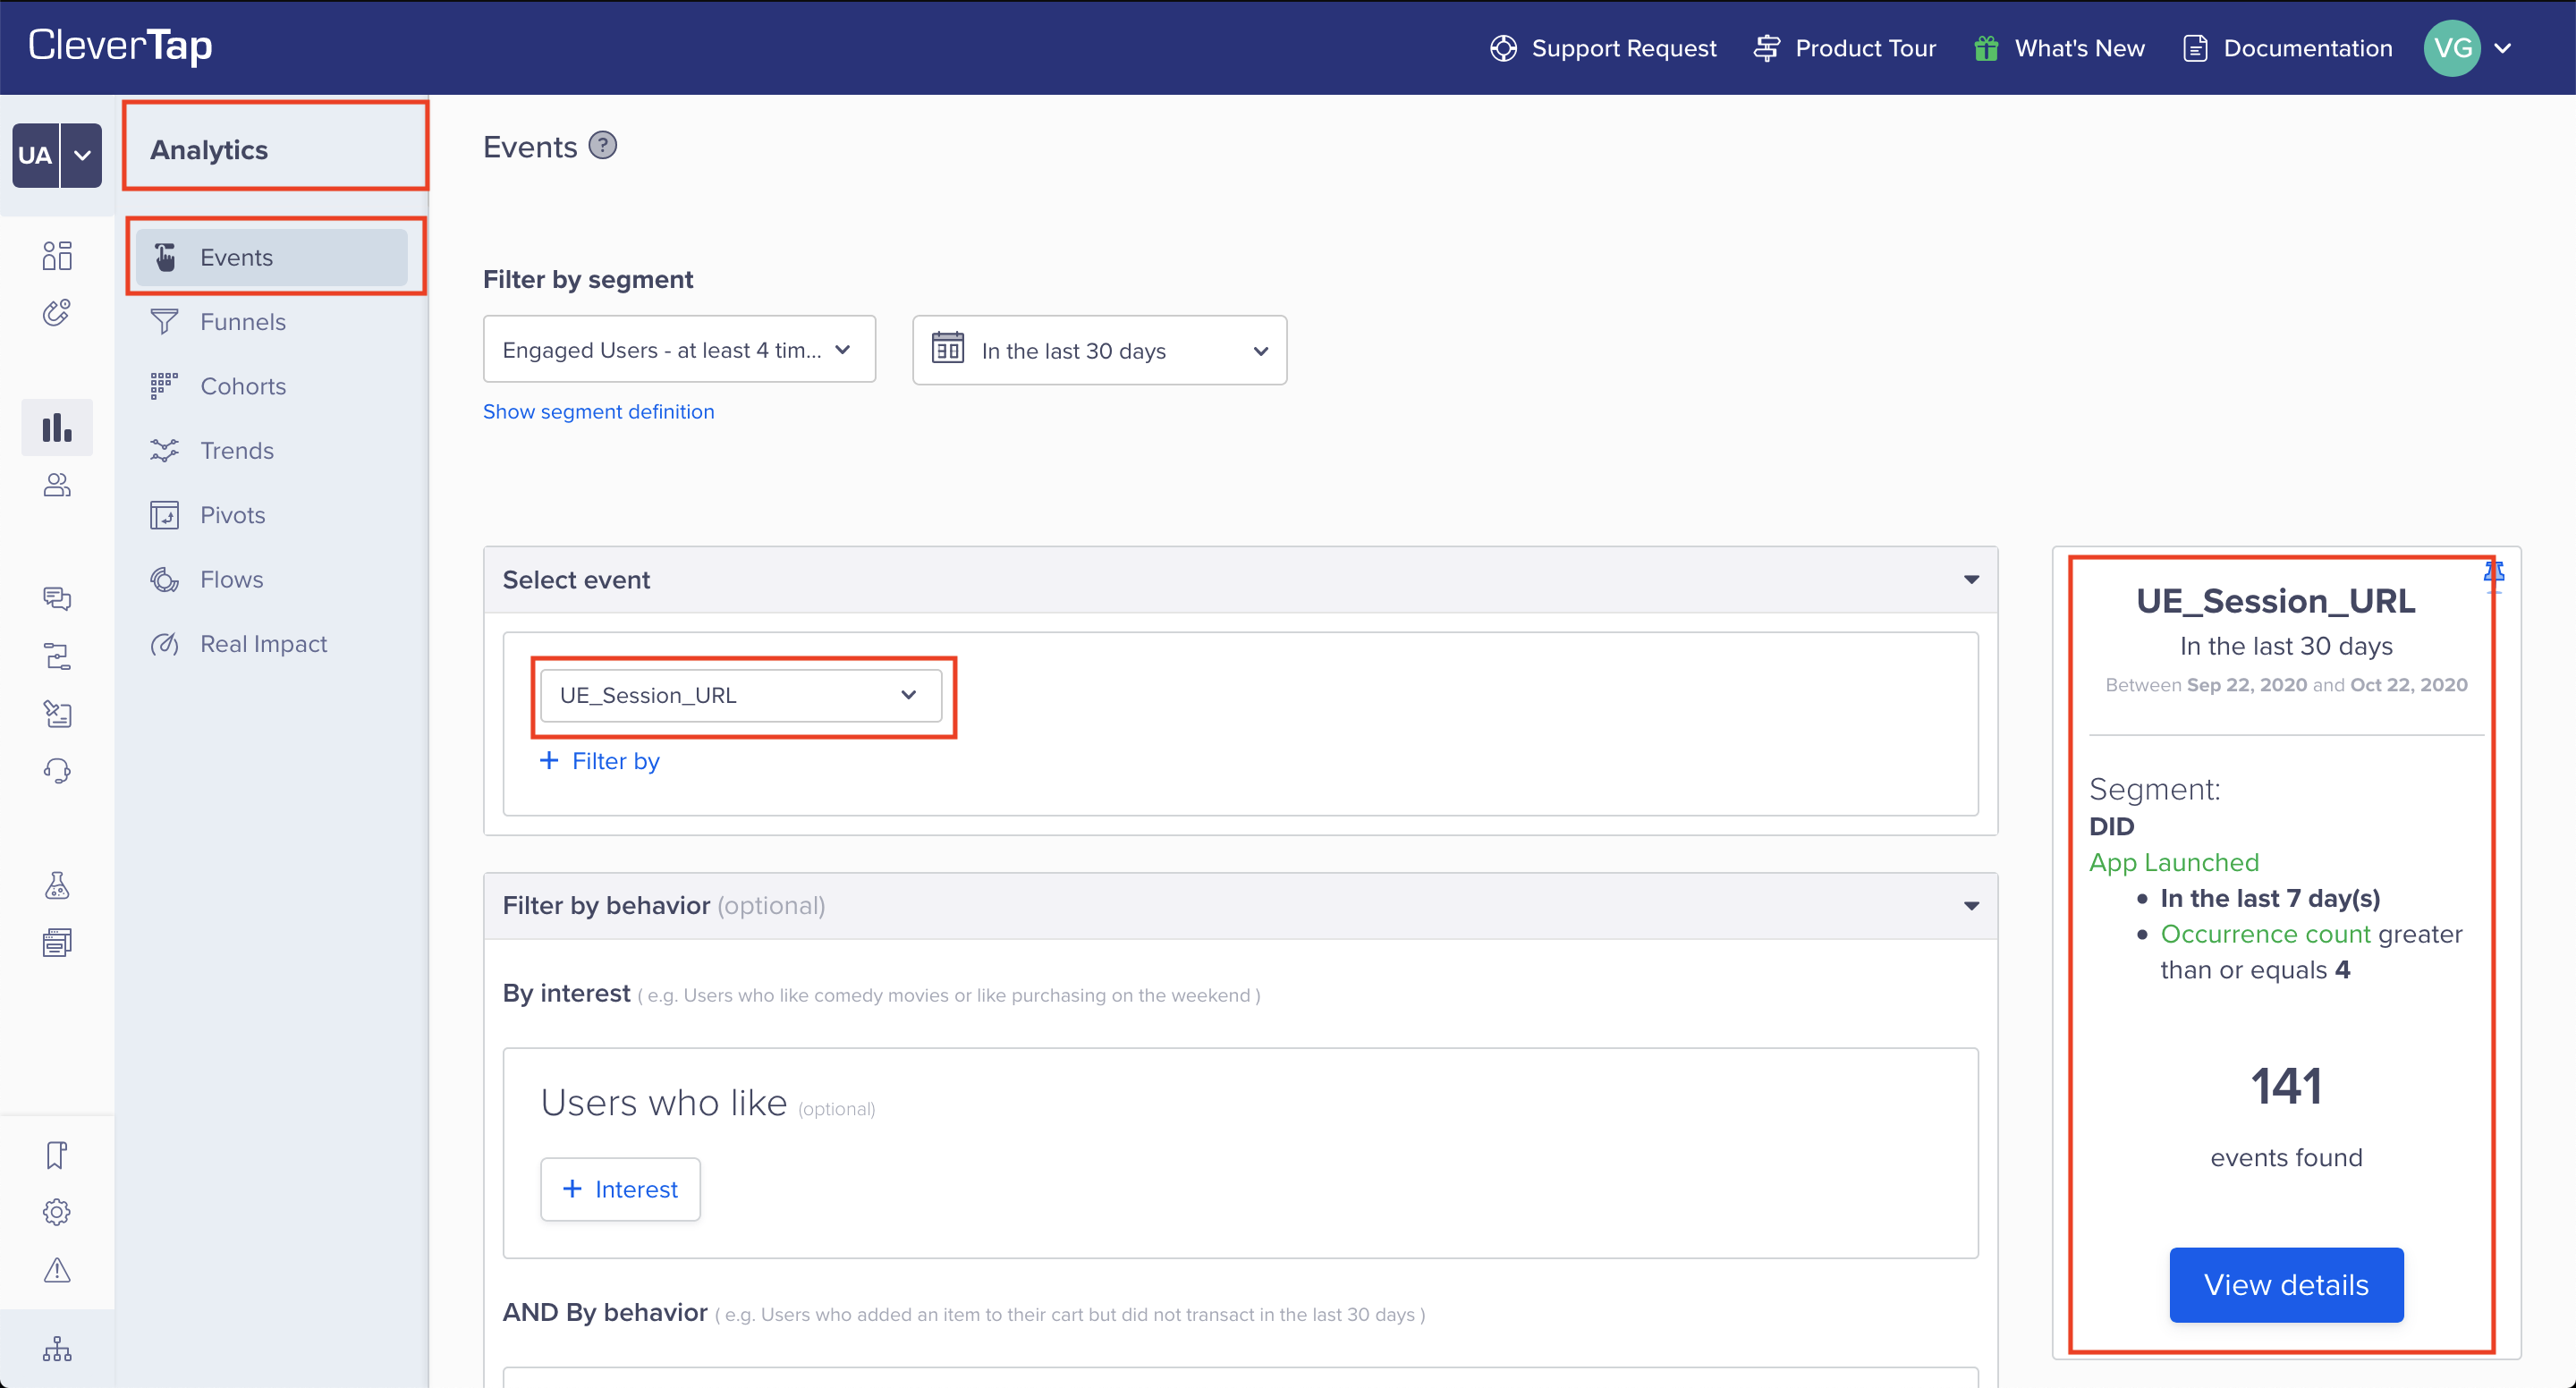 CleverTap
Support Request
Product Tour
What's New
Documentation
VG
UA
Analytics
Events
Funnels
Cohorts
Trends
Pivots
Flows
Real Impact
Events ?
Filter by segment
Engaged Users - at least 4 tim...
30 In the last 30 days
Show segment definition
Select event
UE_Session_URL
+ Filter by
Filter by behavior (optional)
By interest ( e.g. Users who like comedy movies or like purchasing on the weekend )
Users who like (optional)
+ Interest
AND By behavior ( e.g. Users who added an item to their cart but did not transact in the last 30 days )
UE_Session_URL
In the last 30 days
Between Sep 22, 2020 and Oct 22, 2020
Segment:
DID
App Launched
• In the last 7 day(s)
• Occurrence count greater
than or equals 4
141
events found
View details